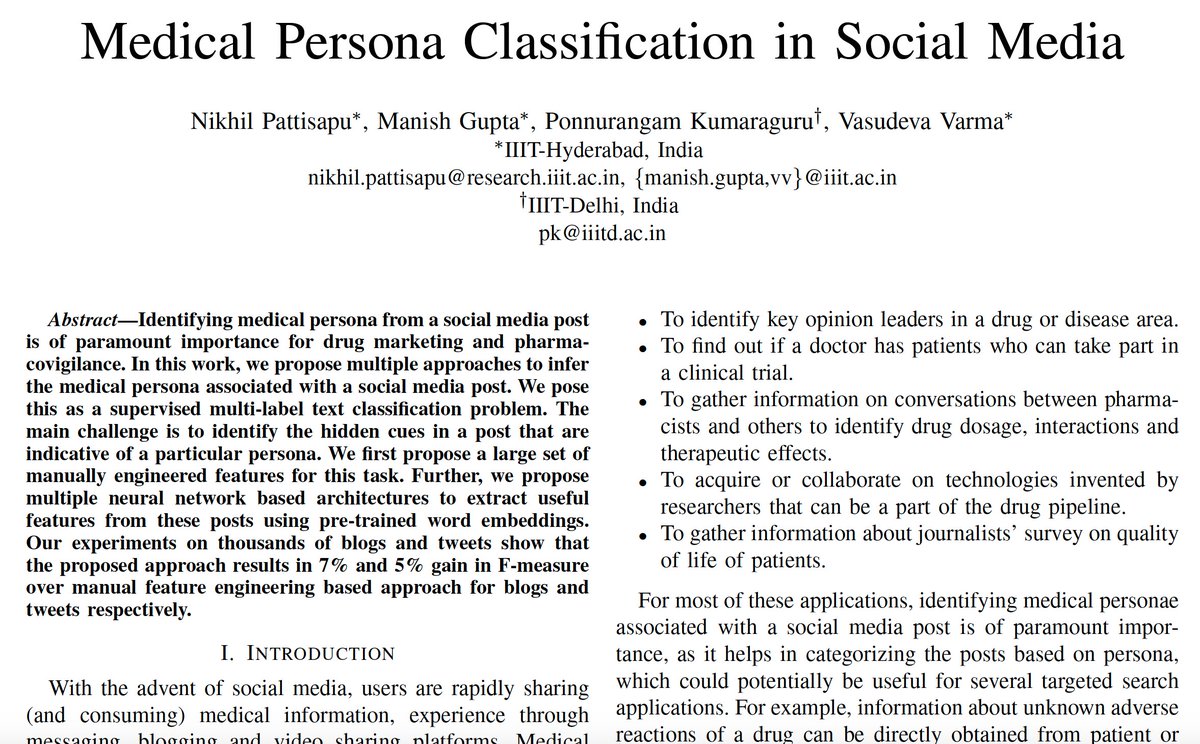 Medical Persona Classification in Social Media
Nikhil Pattisapu*, Manish Gupta*, Ponnurangam Kumaraguru†, Vasudeva Varma*
*IIIT-Hyderabad, India
nikhil.pattisapu@research.iiit.ac.in, {manish.gupta,vv}@iiit.ac.in
†IIIT-Delhi, India
pk@iiitd.ac.in
Abstract—Identifying medical persona from a social media post
is of paramount importance for drug marketing and pharma-
covigilance. In this work, we propose multiple approaches to infer
the medical persona associated with a social media post. We pose
this as a supervised multi-label text classification problem. The
main challenge is to identify the hidden cues in a post that are
indicative of a particular persona. We first propose a large set of
manually engineered features for this task. Further, we propose
multiple neural network based architectures to extract useful
features from these posts using pre-trained word embeddings.
Our experiments on thousands of blogs and tweets show that
the proposed approach results in 7% and 5% gain in F-measure
over manual feature engineering based approach for blogs and
tweets respectively.
I. INTRODUCTION
With the advent of social media, users are rapidly sharing
(and consuming) medical information, experience through
messaging, blogging and video sharing platforms. Medical
• To identify key opinion leaders in a drug or disease area.
• To find out if a doctor has patients who can take part in
a clinical trial.
• To gather information on conversations between pharma-
cists and others to identify drug dosage, interactions and
therapeutic effects.
• To acquire or collaborate on technologies invented by
researchers that can be a part of the drug pipeline.
• To gather information about journalists' survey on quality
of life of patients.
For most of these applications, identifying medical personae
associated with a social media post is of paramount impor-
tance, as it helps in categorizing the posts based on persona,
which could potentially be useful for several targeted search
applications. For example, information about unknown adverse
reactions of a drug can be directly obtained from patient or